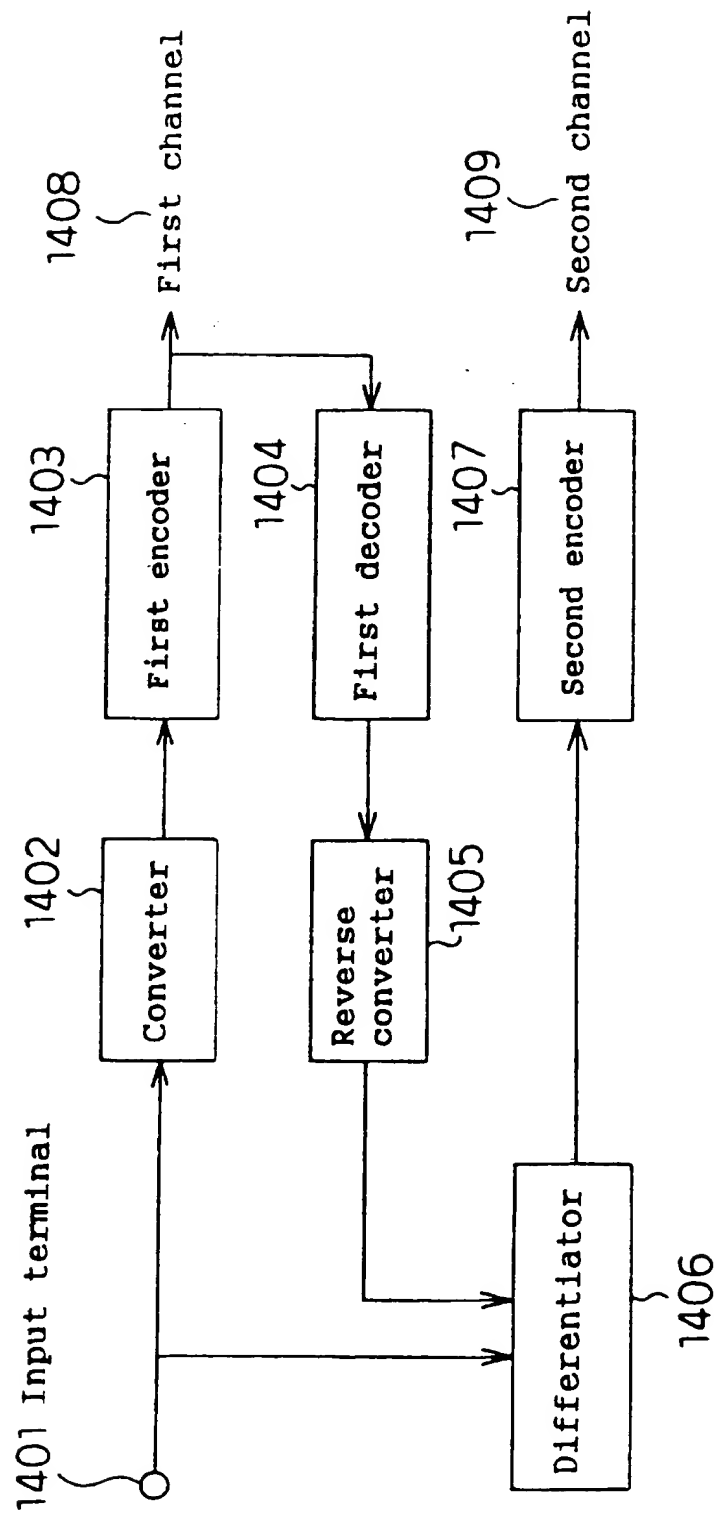 1401 Input terminal
1402
Converter
1403
First encoder
1408
First channel
1404
First decoder
Reverse
converter
1405
1407
Second encoder
1409
Second channel
Differentiator
1406